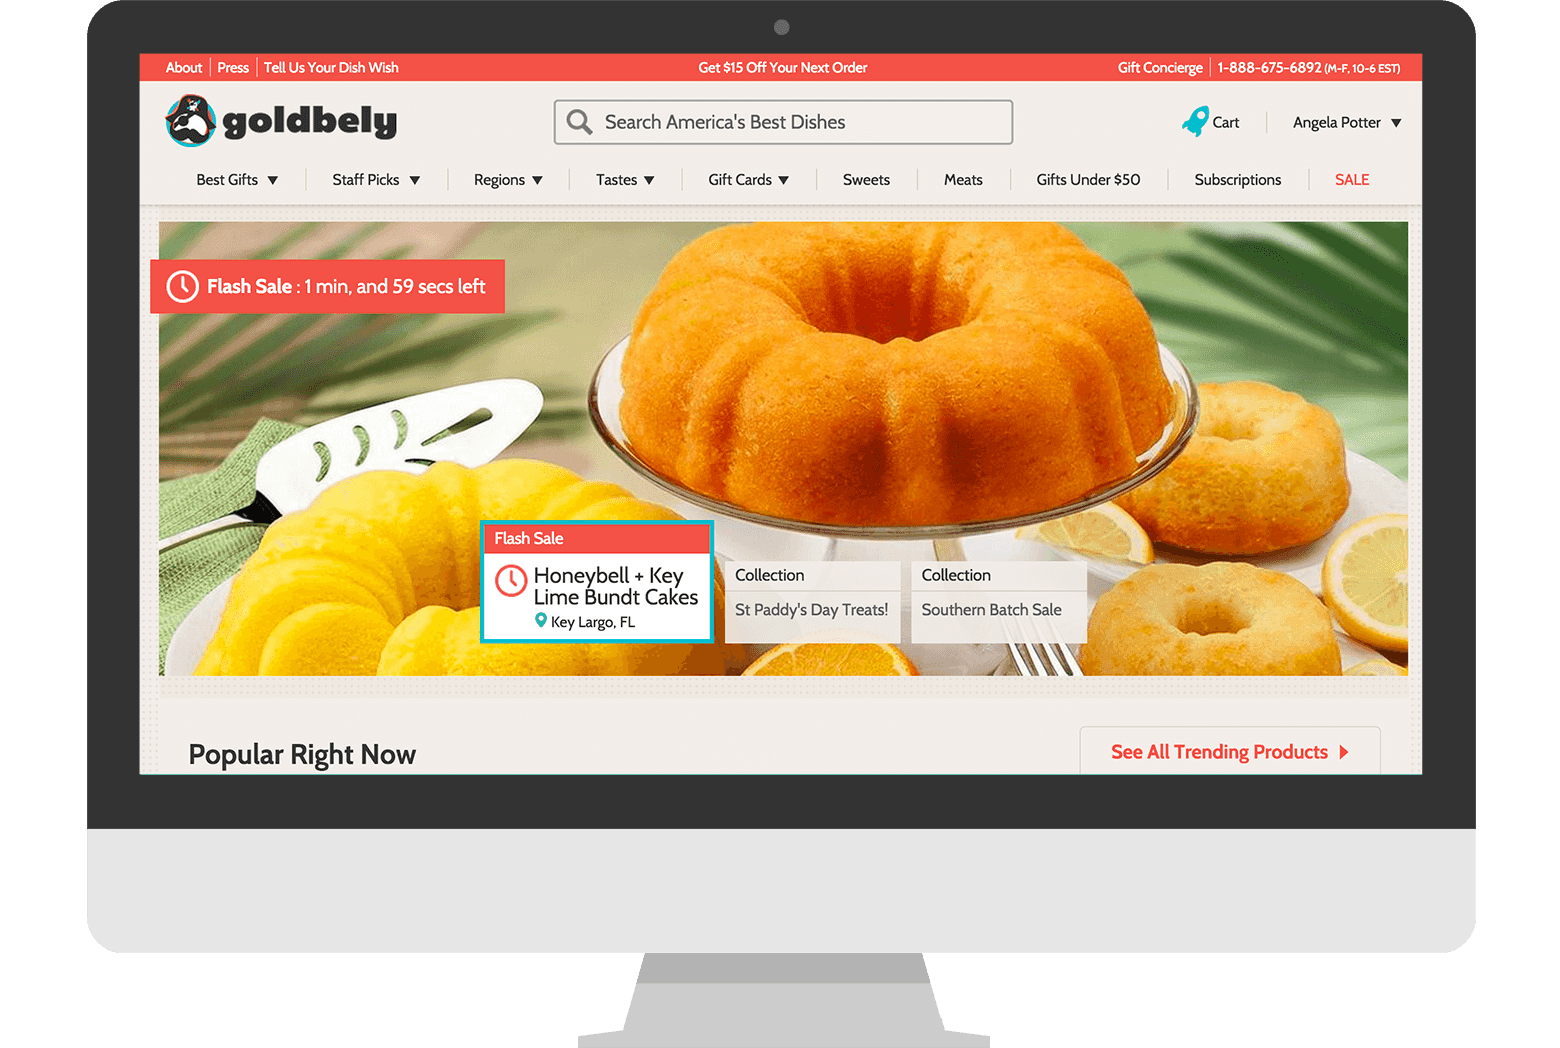 About Press Tell Us Your Dish Wish Get $15 Off Your Next Order Gift Concierge 1-888-675-6892 (M-F, 10-6 EST)
goldbely Search America's Best Dishes Cart Angela Potter
Best Gifts Staff Picks Regions Tastes Gift Cards Sweets Meats Gifts Under $50 Subscriptions SALE
Flash Sale : 1 min, and 59 secs left
Flash Sale
Honeybell + Key
Lime Bundt Cakes
Key Largo, FL
Collection
St Paddy's Day Treats!
Collection
Southern Batch Sale
Popular Right Now
See All Trending Products